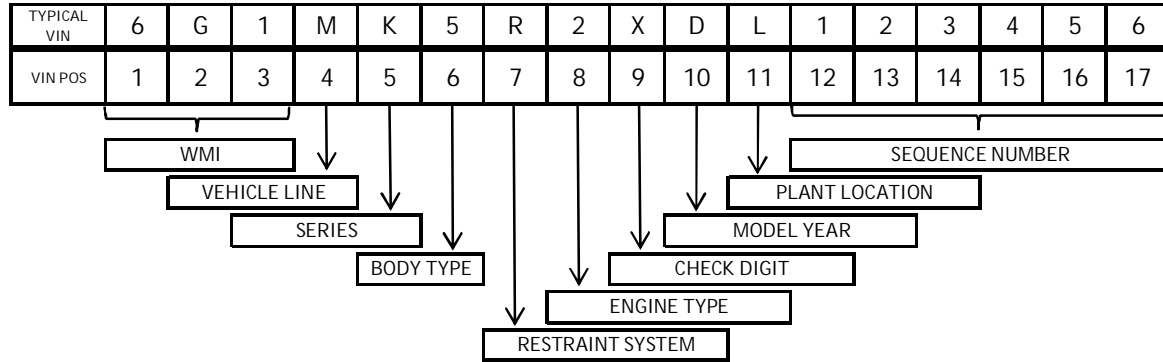 TYPICAL VIN 6 G 1 M K 5 R 2 X D L 1 2 3 4 5 6
VIN POS 1 2 3 4 5 6 7 8 9 10 11 12 13 14 15 16 17
WMI SEQUENCE NUMBER
VEHICLE LINE PLANT LOCATION
SERIES MODEL YEAR
BODY TYPE CHECK DIGIT
ENGINE TYPE
RESTRAINT SYSTEM